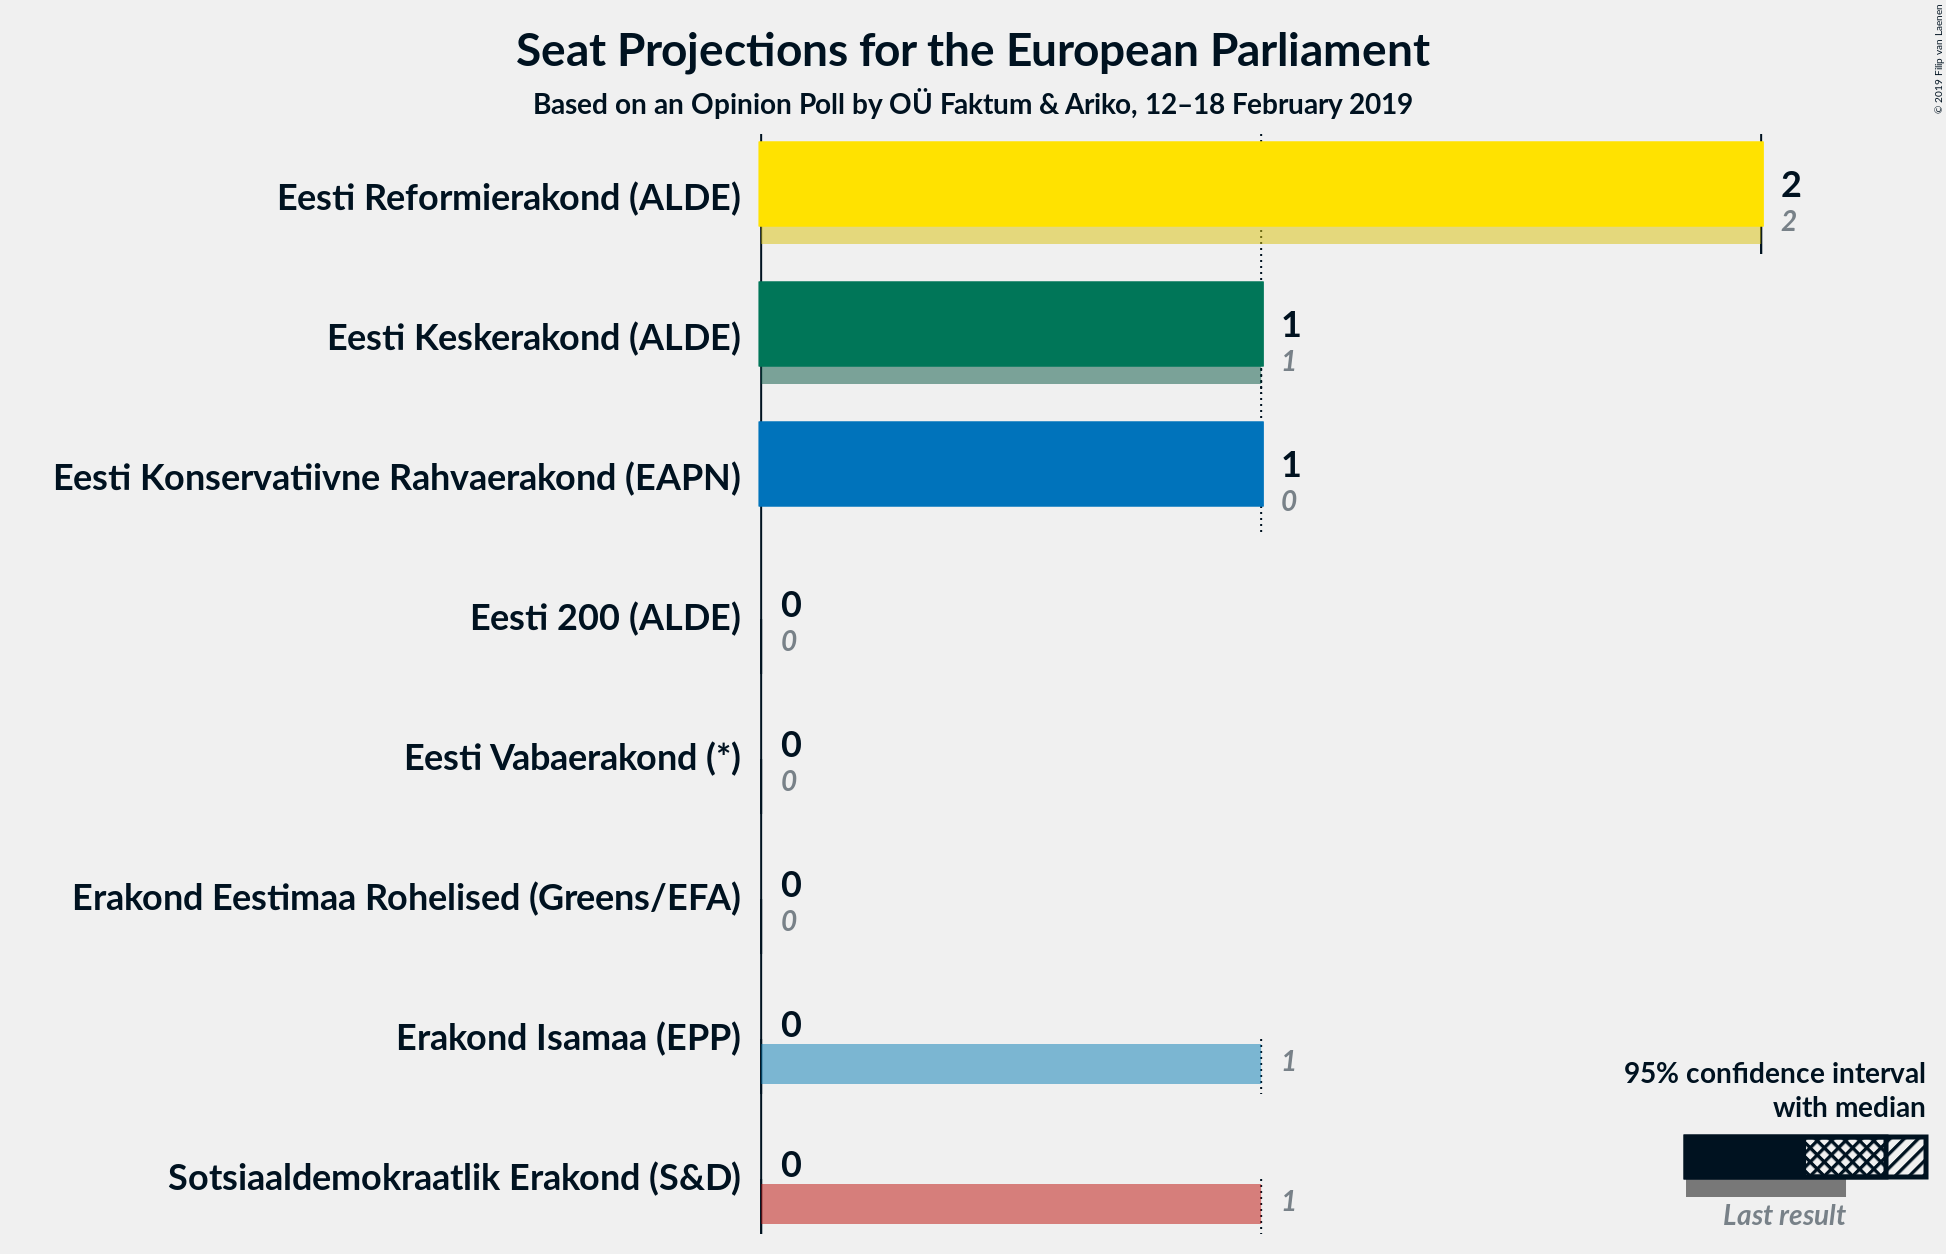 Seat Projections for the European Parliament
Based on an Opinion Poll by OÜ Faktum & Ariko, 12–18 February 2019
© 2019 Filip van Laenen
Eesti Reformierakond (ALDE)
2
2
Eesti Keskerakond (ALDE)
1
1
Eesti Konservatiivne Rahvaerakond (EAPN)
1
0
Eesti 200 (ALDE)
0
0
Eesti Vabaerakond (*)
0
0
Erakond Eestimaa Rohelised (Greens/EFA)
0
0
Erakond Isamaa (EPP)
0
1
Sotsiaaldemokraatlik Erakond (S&D)
0
1
95% confidence interval
with median
Last result